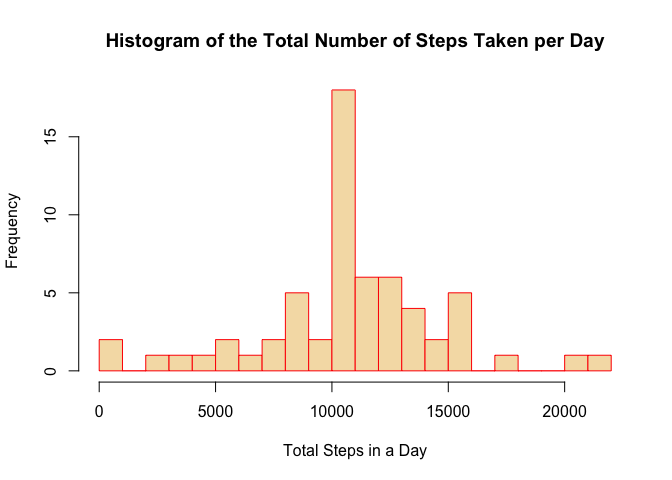 Histogram of the Total Number of Steps Taken per Day
15
10
5
0
Frequency
0 5000 10000 15000 20000
Total Steps in a Day